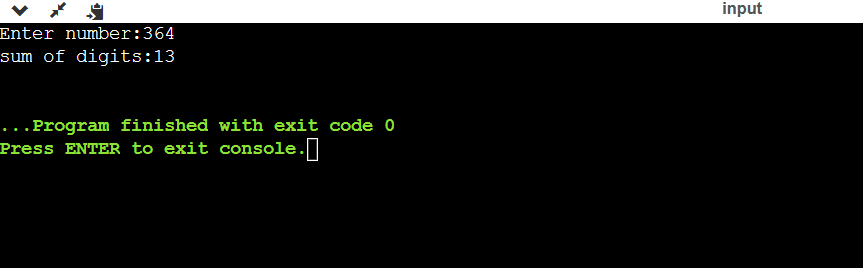 input
Enter number:364
sum of digits:13
...Program finished with exit code 0
Press ENTER to exit console.